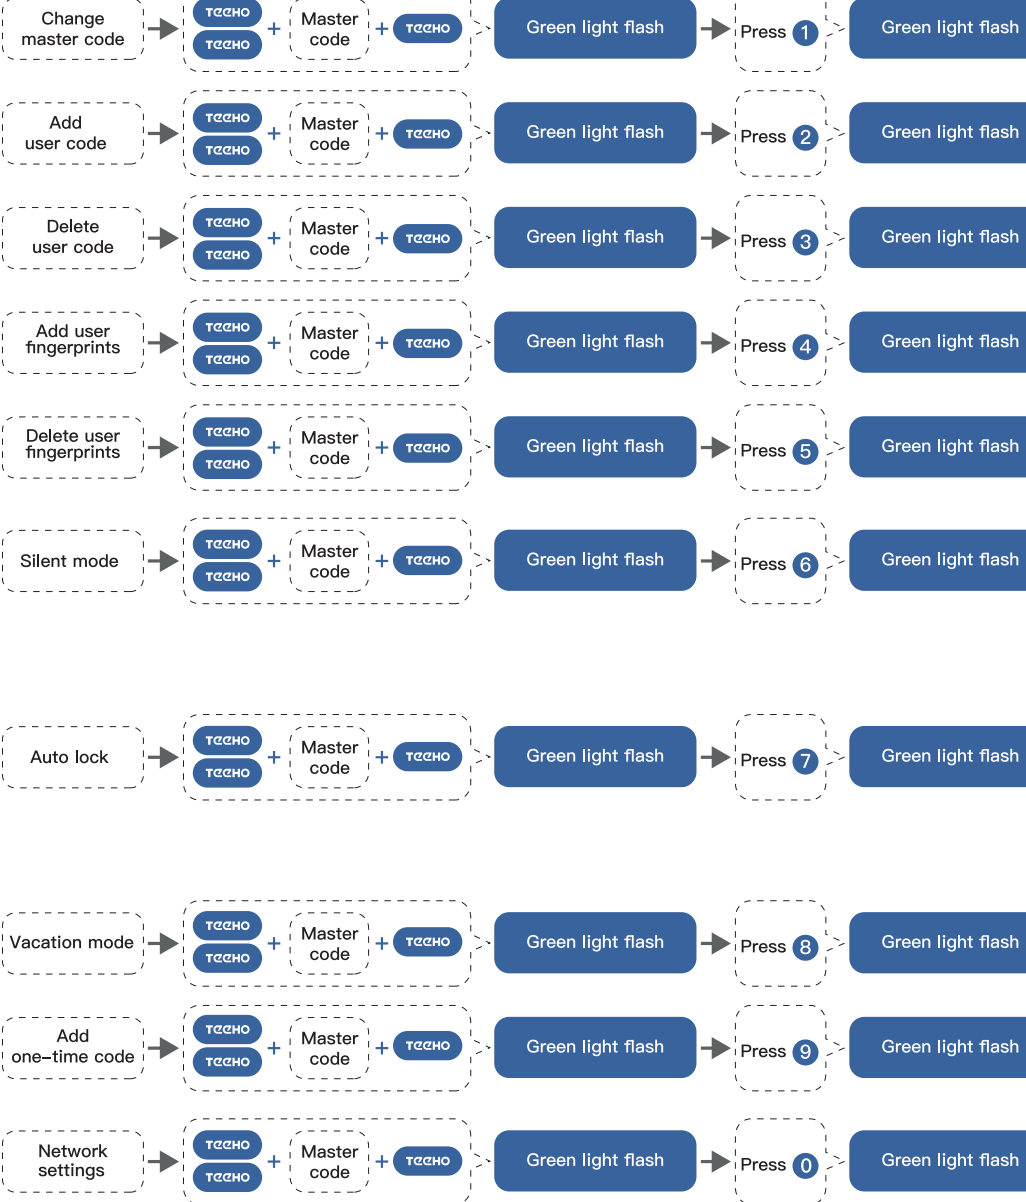 Change
master code
TEEHO
TEEHO
+
Master
code
+
TEEHO
Green light flash
Press 1
Green light flash
Add
user code
TEEHO
TEEHO
+
Master
code
+
TEEHO
Green light flash
Press 2
Green light flash
Delete
user code
TEEHO
TEEHO
+
Master
code
+
TEEHO
Green light flash
Press 3
Green light flash
Add user
fingerprints
TEEHO
TEEHO
+
Master
code
+
TEEHO
Green light flash
Press 4
Green light flash
Delete user
fingerprints
TEEHO
TEEHO
+
Master
code
+
TEEHO
Green light flash
Press 5
Green light flash
Silent mode
TEEHO
TEEHO
+
Master
code
+
TEEHO
Green light flash
Press 6
Green light flash
Auto lock
TEEHO
TEEHO
+
Master
code
+
TEEHO
Green light flash
Press 7
Green light flash
Vacation mode
TEEHO
TEEHO
+
Master
code
+
TEEHO
Green light flash
Press 8
Green light flash
Add
one-time code
TEEHO
TEEHO
+
Master
code
+
TEEHO
Green light flash
Press 9
Green light flash
Network
settings
TEEHO
TEEHO
+
Master
code
+
TEEHO
Green light flash
Press 0
Green light flash